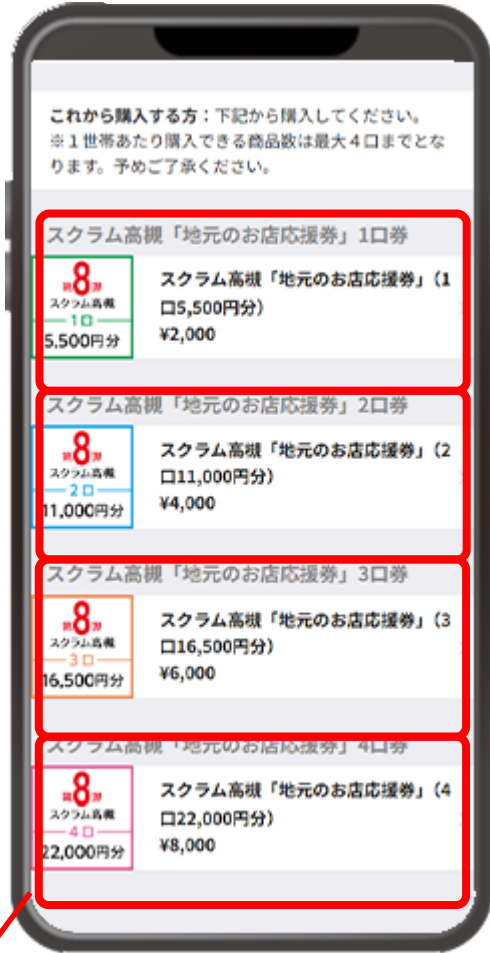 これから購入する方：下記から購入してください。
※１世帯あたり購入できる商品数は最大４口までとな
ります。予めご了承ください。
スクラム高槻「地元のお店応援券」1口券
第8弾
スクラム高槻
1口
5,500円分
スクラム高槻「地元のお店応援券」（1
口5,500円分）
¥2,000
スクラム高槻「地元のお店応援券」2口券
第8弾
スクラム高槻
2口
11,000円分
スクラム高槻「地元のお店応援券」（2
口11,000円分）
¥4,000
スクラム高槻「地元のお店応援券」3口券
第8弾
スクラム高槻
3口
16,500円分
スクラム高槻「地元のお店応援券」（3
口16,500円分）
¥6,000
スクラム高槻「地元のお店応援券」4口券
第8弾
スクラム高槻
4口
22,000円分
スクラム高槻「地元のお店応援券」（4
口22,000円分）
¥8,000